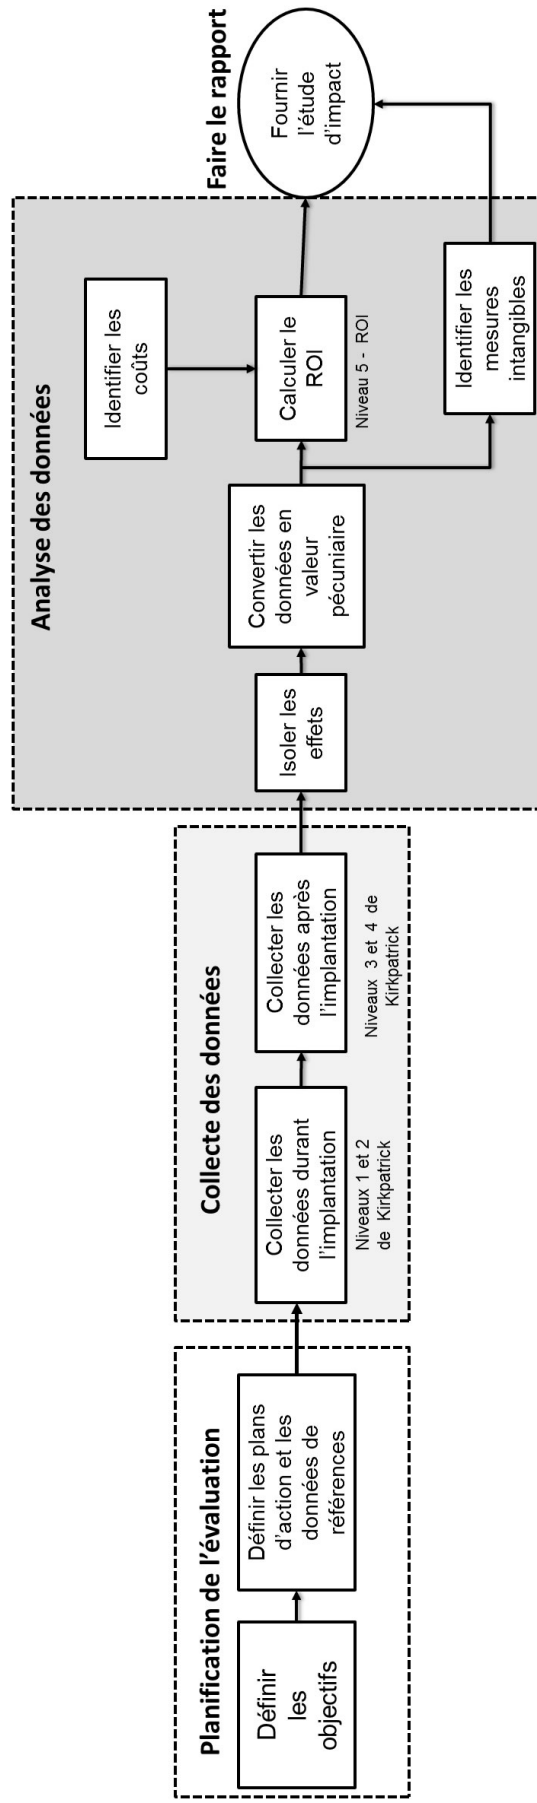 Planification de l'évaluation
Définir
les
objectifs
Définir les plans
d'action et les
données de
références
Collecte des données
Collecter les
données durant
l'implantation
Niveaux 1 et 2
de Kirkpatrick
Collecter les
données après
l'implantation
Niveaux 3 et 4 de
Kirkpatrick
Analyse des données
Isoler les
effets
Convertir les
données en
valeur
pécuniaire
Identifier les
coûts
Calculer le
ROI
Niveau 5 - ROI
Identifier les
mesures
intangibles
Faire le rapport
Fournir
l'étude
d'impact